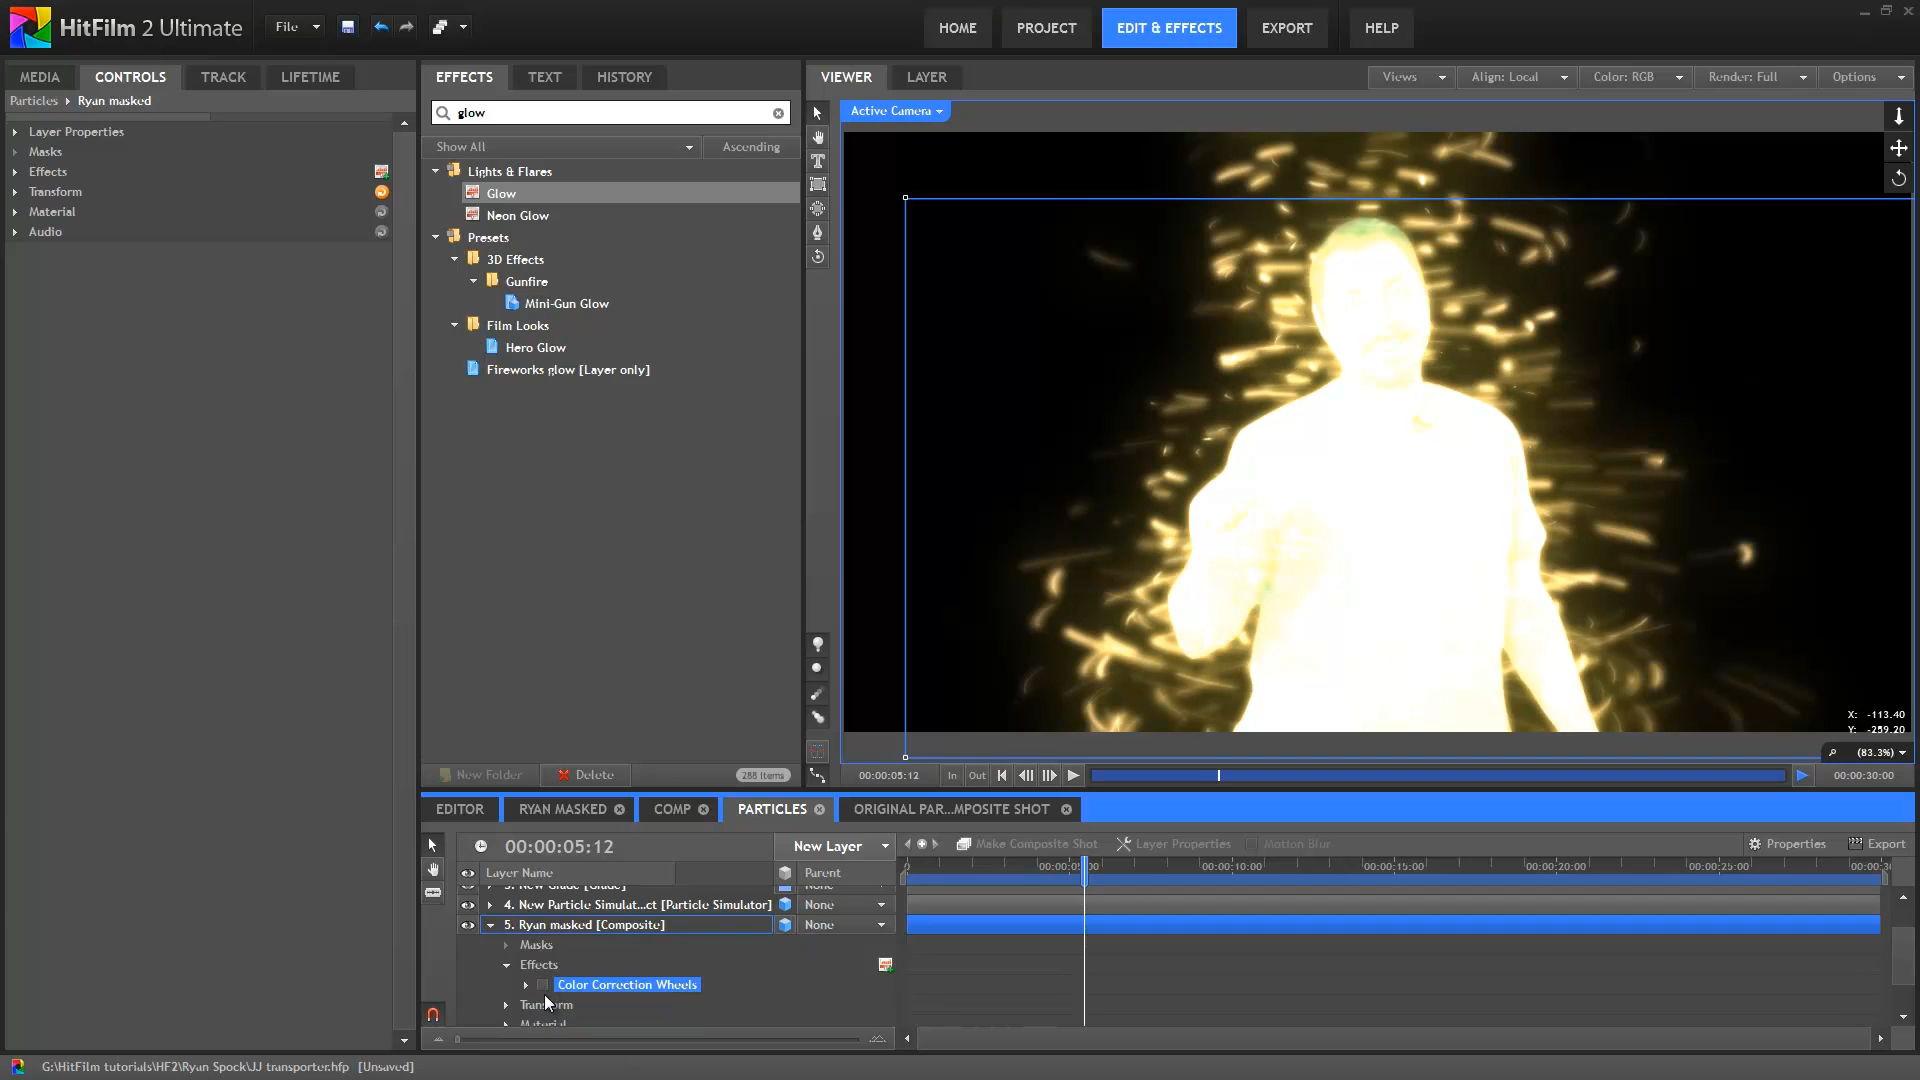 HitFilm 2 Ultimate
File
HOME
PROJECT
EDIT & EFFECTS
EXPORT
HELP
MEDIA
CONTROLS
TRACK
LIFETIME
Particles
Ryan masked
Layer Properties
Masks
Effects
Transform
Material
Audio
EFFECTS
TEXT
HISTORY
glow
Show All
Ascending
Lights & Flares
Glow
Neon Glow
Presets
3D Effects
Gunfire
Mini-Gun Glow
Film Looks
Hero Glow
Fireworks glow [Layer only]
New Folder
Delete
288 Items
VIEWER
LAYER
Views
Align: Local
Color: RGB
Render: Full
Options
Active Camera
X: -113.40
Y: -259.20
(83.3%)
00:00:05:12
In
Out
00:00:30:00
EDITOR
RYAN MASKED
COMP
PARTICLES
ORIGINAL PAR...MPOSITE SHOT
00:00:05:12
New Layer
Make Composite Shot
Layer Properties
Motion Blur
Properties
Export
Layer Name
Parent
00:00:10:00
00:00:15:00
00:00:20:00
00:00:25:00
3. New Grade [Grade]
None
4. New Particle Simulat...ct [Particle Simulator]
None
5. Ryan masked [Composite]
None
Masks
Effects
Color Correction Wheels
Transform
Material
G:\HitFilm tutorials\HF2\Ryan Spock\JJ transporter.hfp [Unsaved]